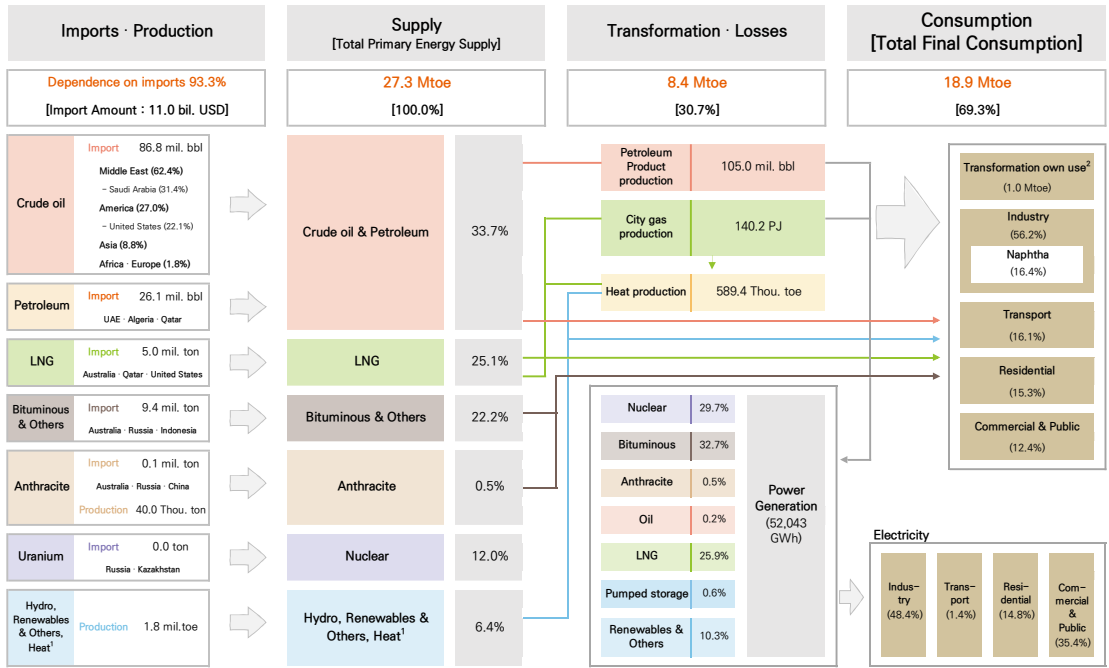 Imports · Production
Supply
[Total Primary Energy Supply]
Transformation · Losses
Consumption
[Total Final Consumption]
Dependence on imports 93.3%
[Import Amount : 11.0 bil. USD]
27.3 Mtoe
[100.0%]
8.4 Mtoe
[30.7%]
18.9 Mtoe
[69.3%]
Crude oil
Import 86.8 mil. bbl
Middle East (62.4%)
- Saudi Arabia (31.4%)
America (27.0%)
- United States (22.1%)
Asia (8.8%)
Africa · Europe (1.8%)
Petroleum
Import 26.1 mil. bbl
UAE · Algeria · Qatar
LNG
Import 5.0 mil. ton
Australia · Qatar · United States
Bituminous
& Others
Import 9.4 mil. ton
Australia · Russia · Indonesia
Anthracite
Import 0.1 mil. ton
Australia · Russia · China
Production 40.0 Thou. ton
Uranium
Import 0.0 ton
Russia · Kazakhstan
Hydro,
Renewables
& Others,
Heat¹
Production 1.8 mil.toe
Crude oil & Petroleum 33.7%
LNG 25.1%
Bituminous & Others 22.2%
Anthracite 0.5%
Nuclear 12.0%
Hydro, Renewables &
Others, Heat¹
6.4%
Petroleum
Product
production
105.0 mil. bbl
City gas
production
140.2 PJ
Heat production 589.4 Thou. toe
Nuclear 29.7%
Bituminous 32.7%
Anthracite 0.5%
Oil 0.2%
LNG 25.9%
Pumped storage 0.6%
Renewables &
Others
10.3%
Power
Generation
(52,043
GWh)
Transformation own use²
(1.0 Mtoe)
Industry
(56.2%)
Naphtha
(16.4%)
Transport
(16.1%)
Residential
(15.3%)
Commercial & Public
(12.4%)
Electricity
Indus-
try
(48.4%)
Trans-
port
(1.4%)
Resi-
dential
(14.8%)
Com-
mercial
&
Public
(35.4%)